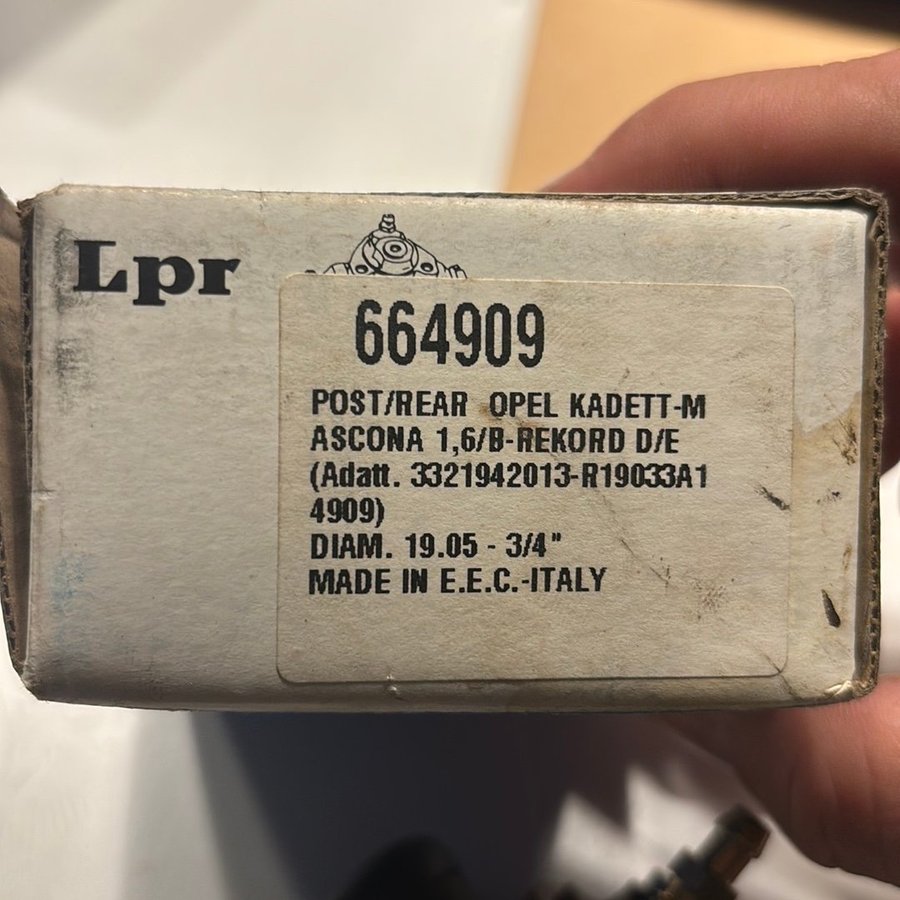 Lpr
664909
POST/REAR OPEL KADETT-M
ASCONA 1,6/B-REKORD D/E
(Adatt. 3321942013-R19033A1
4909)
DIAM. 19.05 - 3/4"
MADE IN E.E.C.-ITALY